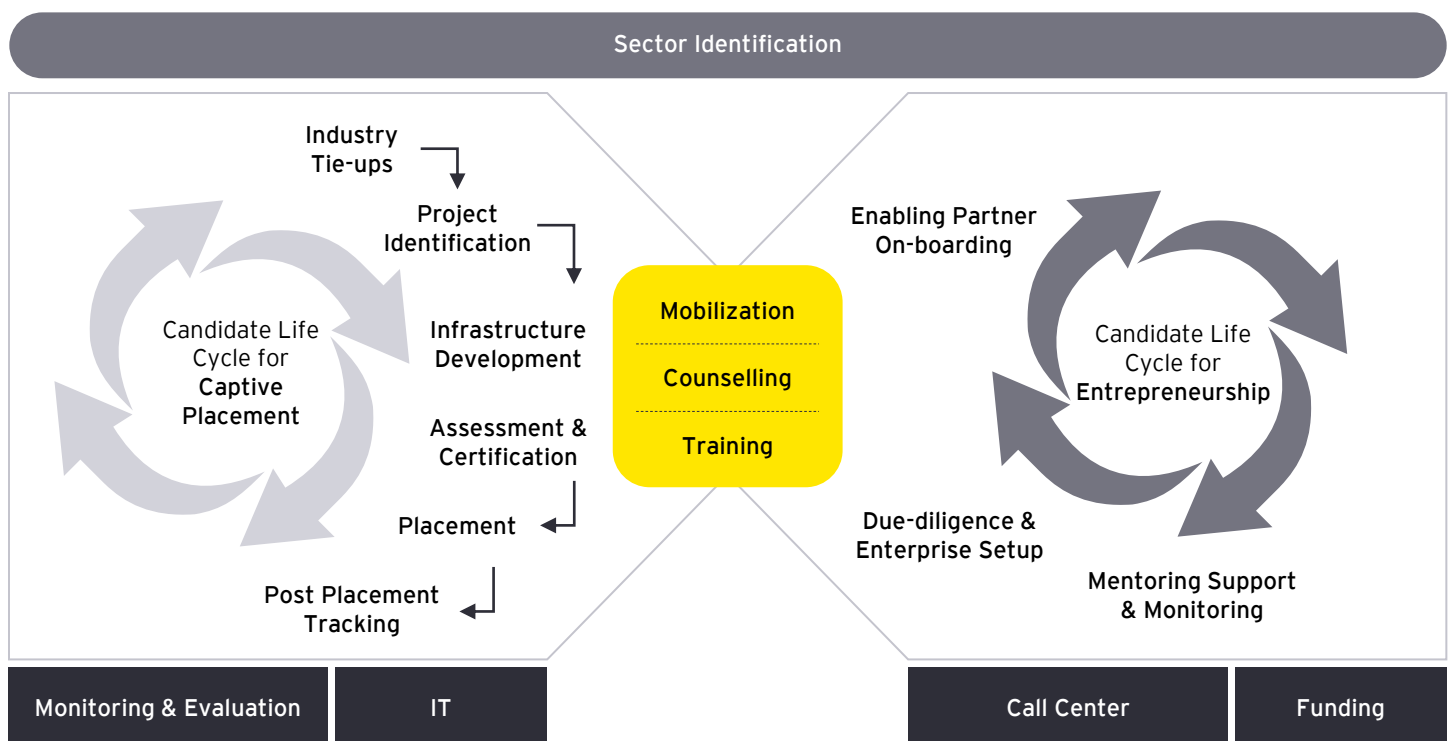 Sector Identification
Industry
Tie-ups
Project
Identification
Infrastructure
Development
Assessment &
Certification
Placement
Post Placement
Tracking
Candidate Life
Cycle for
Captive
Placement
Mobilization
Counselling
Training
Enabling Partner
On-boarding
Candidate Life
Cycle for
Entrepreneurship
Due-diligence &
Enterprise Setup
Mentoring Support
& Monitoring
Monitoring & Evaluation
IT
Call Center
Funding